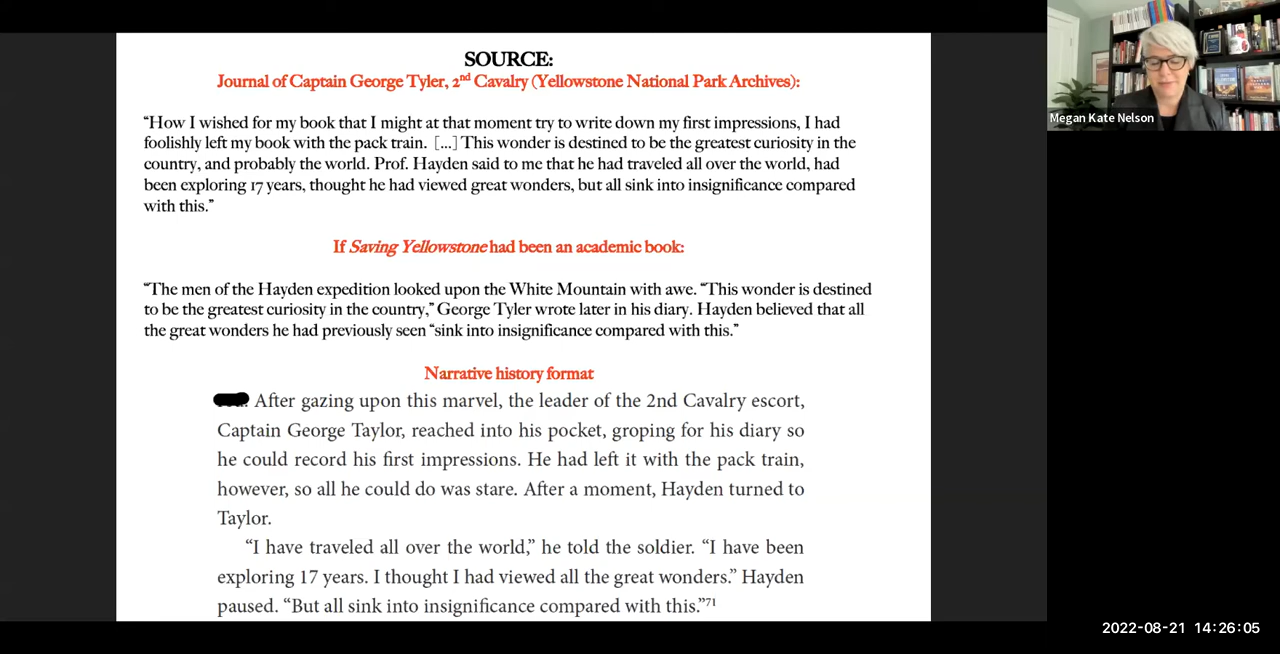 SOURCE:
Journal of Captain George Tyler, 2nd Cavalry (Yellowstone National Park Archives):
“How I wished for my book that I might at that moment try to write down my first impressions, I had
foolishly left my book with the pack train. [...] This wonder is destined to be the greatest curiosity in the
country, and probably the world. Prof. Hayden said to me that he had traveled all over the world, had
been exploring 17 years, thought he had viewed great wonders, but all sink into insignificance compared
with this.”
If Saving Yellowstone had been an academic book:
“The men of the Hayden expedition looked upon the White Mountain with awe. “This wonder is destined
to be the greatest curiosity in the country,” George Tyler wrote later in his diary. Hayden believed that all
the great wonders he had previously seen “sink into insignificance compared with this.”
Narrative history format
After gazing upon this marvel, the leader of the 2nd Cavalry escort,
Captain George Taylor, reached into his pocket, groping for his diary so
he could record his first impressions. He had left it with the pack train,
however, so all he could do was stare. After a moment, Hayden turned to
Taylor.
“I have traveled all over the world,” he told the soldier. “I have been
exploring 17 years. I thought I had viewed all the great wonders.” Hayden
paused. “But all sink into insignificance compared with this.”71
Megan Kate Nelson
2022-08-21 14:26:05